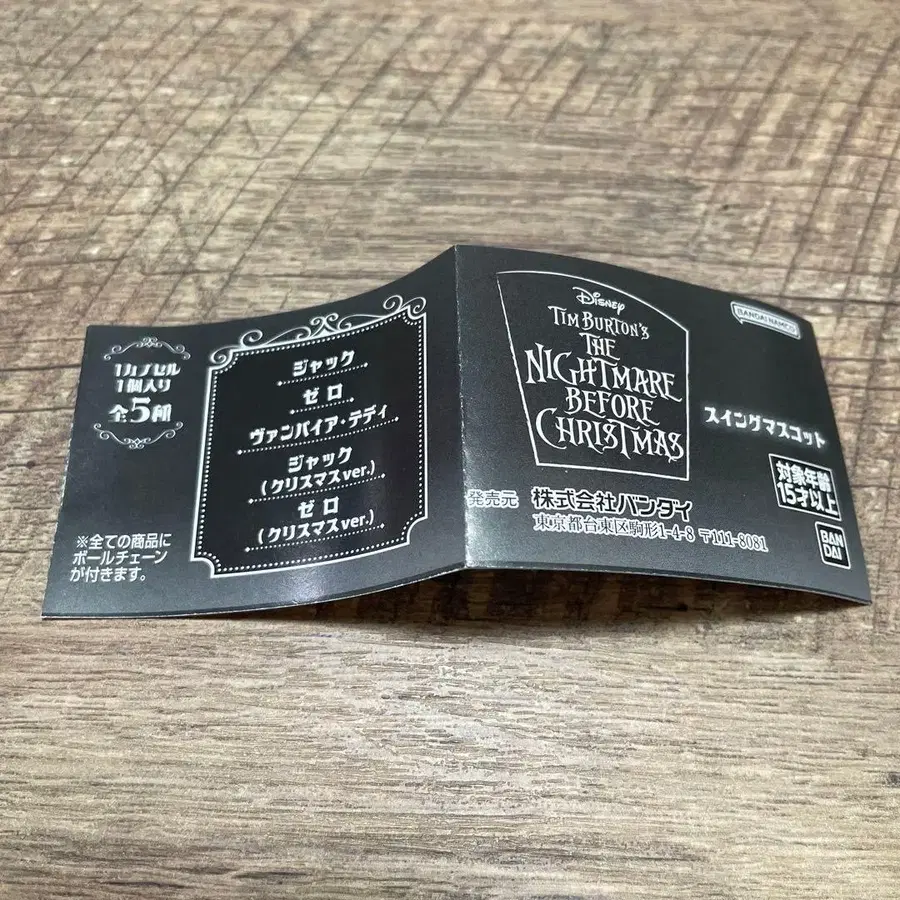 1カプセル
1個入り
全5種
ジャック
ゼロ
ヴァンパイア・テディ
ジャック
(クリスマスver.)
ゼロ
(クリスマスver.)
※全ての商品に
ボールチェーン
が付きます。
Disney
TIM BURTON'S
THE
NIGHTMARE
BEFORE
CHRISTMAS
BANDAI NAMCO
スイングマスコット
対象年齢
15才以上
発売元 株式会社バンダイ
東京都台東区駒形1-4-8 〒111-8081
BAN
DAI